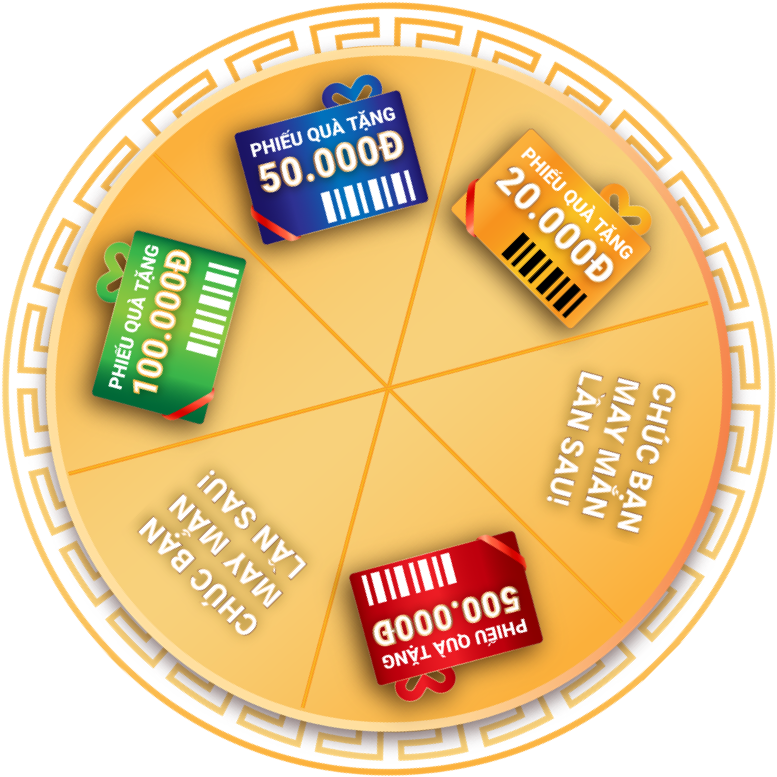 PHIẾU QUÀ TẶNG
50.000Đ
PHIẾU QUÀ TẶNG
20.000Đ
CHÚC BẠN
MAY MẮN
LẦN SAU!
PHIẾU QUÀ TẶNG
500.000Đ
CHÚC BẠN
MAY MẮN
LẦN SAU!
PHIẾU QUÀ TẶNG
100.000Đ